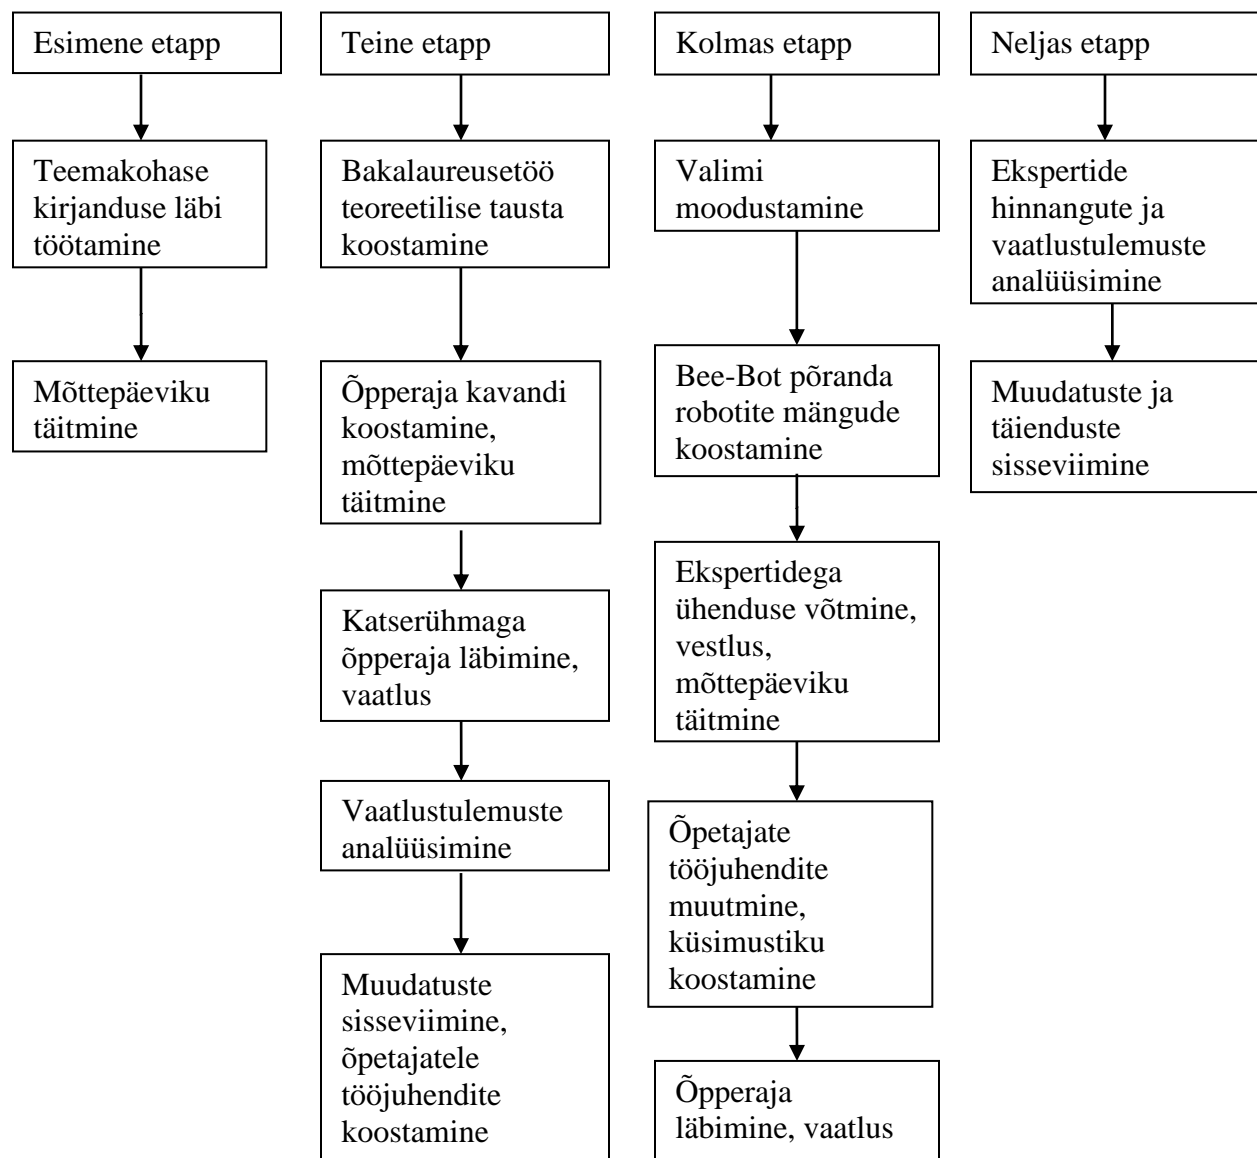 Esimene etapp
Teemakohase
kirjanduse läbi
töötamine
Mõttepäeviku
täitmine
Teine etapp
Bakalaureusetöö
teoreetilise tausta
koostamine
Õpperaja kavandi
koostamine,
mõttepäeviku
täitmine
Katserühmaga
õpperaja läbimine,
vaatlus
Vaatlustulemuste
analüüsimine
Muudatuste
sisseviimine,
õpetajatele
tööjuhendite
koostamine
Kolmas etapp
Valimi
moodustamine
Bee-Bot põranda
robotite mängude
koostamine
Ekspertidega
ühenduse võtmine,
vestlus,
mõttepäeviku
täitmine
Õpetajate
tööjuhendite
muutmine,
küsimustiku
koostamine
Õpperaja
läbimine, vaatlus
Neljas etapp
Ekspertide
hinnangute ja
vaatlustulemuste
analüüsimine
Muudatuste ja
täienduste
sisseviimine